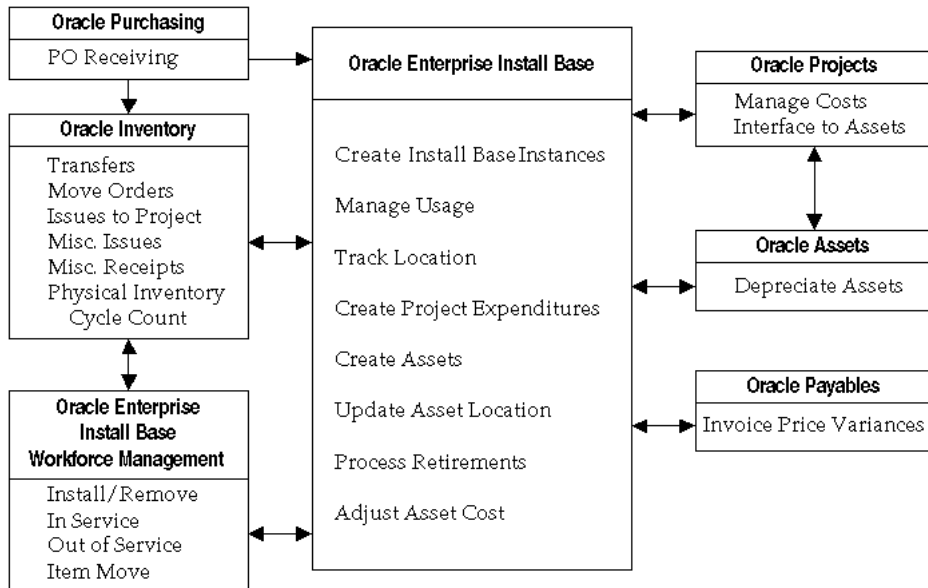 Oracle Purchasing
PO Receiving
Oracle Inventory
Transfers
Move Orders
Issues to Project
Misc. Issues
Misc. Receipts
Physical Inventory
Cycle Count
Oracle Enterprise
Install Base
Workforce Management
Install/Remove
In Service
Out of Service
Item Move
Oracle Enterprise Install Base
Create Install Base Instances
Manage Usage
Track Location
Create Project Expenditures
Create Assets
Update Asset Location
Process Retirements
Adjust Asset Cost
Oracle Projects
Manage Costs
Interface to Assets
Oracle Assets
Depreciate Assets
Oracle Payables
Invoice Price Variances